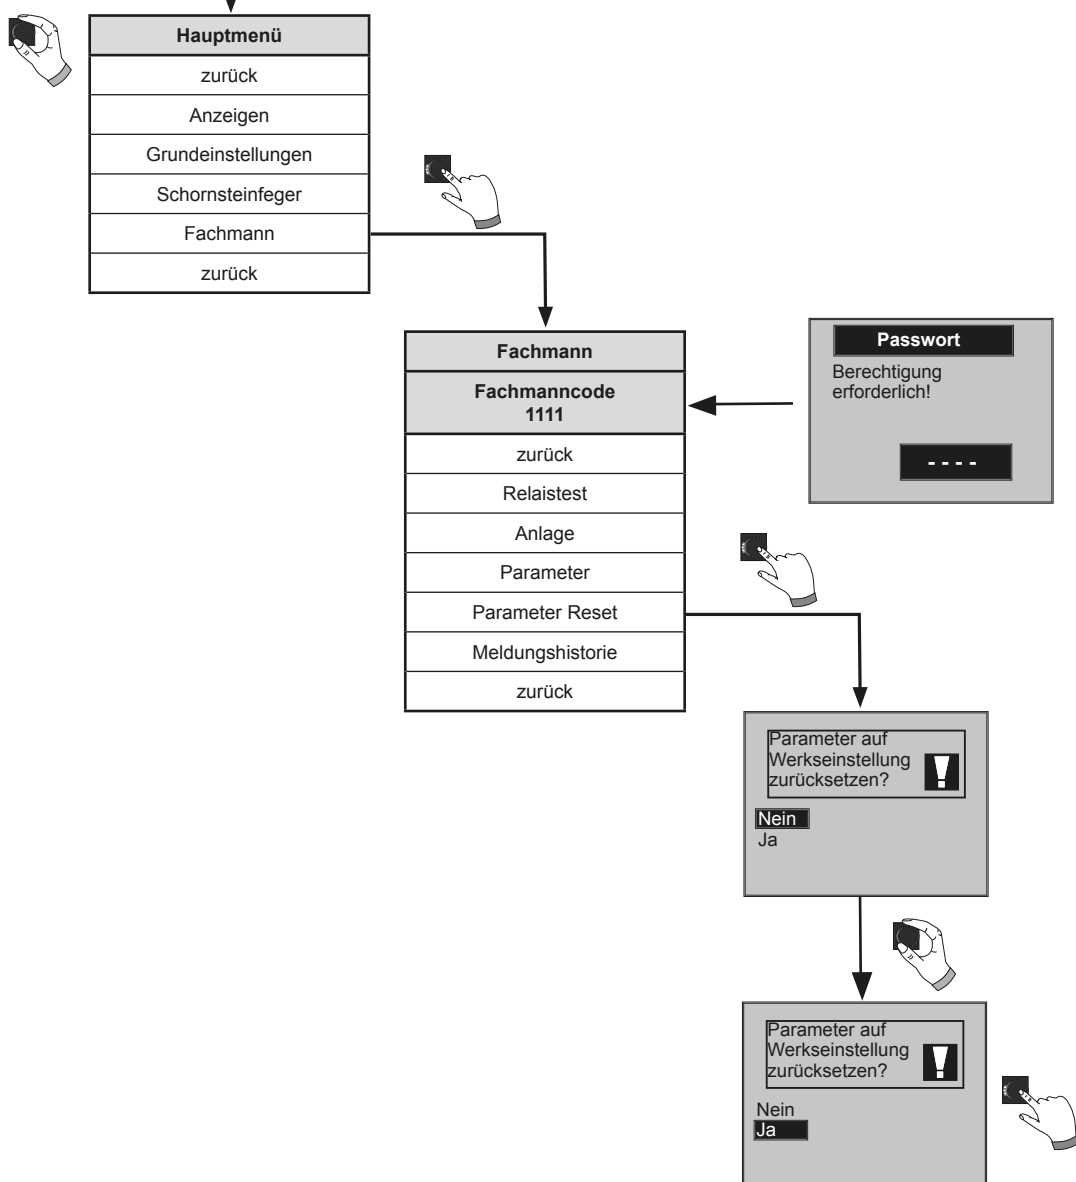 Hauptmenü
zurück
Anzeigen
Grundeinstellungen
Schornsteinfeger
Fachmann
zurück
Fachmann
Fachmanncode
1111
zurück
Relaistest
Anlage
Parameter
Parameter Reset
Meldungshistorie
zurück
Passwort
Berechtigung
erforderlich!
- - - -
Parameter auf
Werkseinstellung
zurücksetzen?
!
Nein
Ja
Parameter auf
Werkseinstellung
zurücksetzen?
!
Nein
Ja